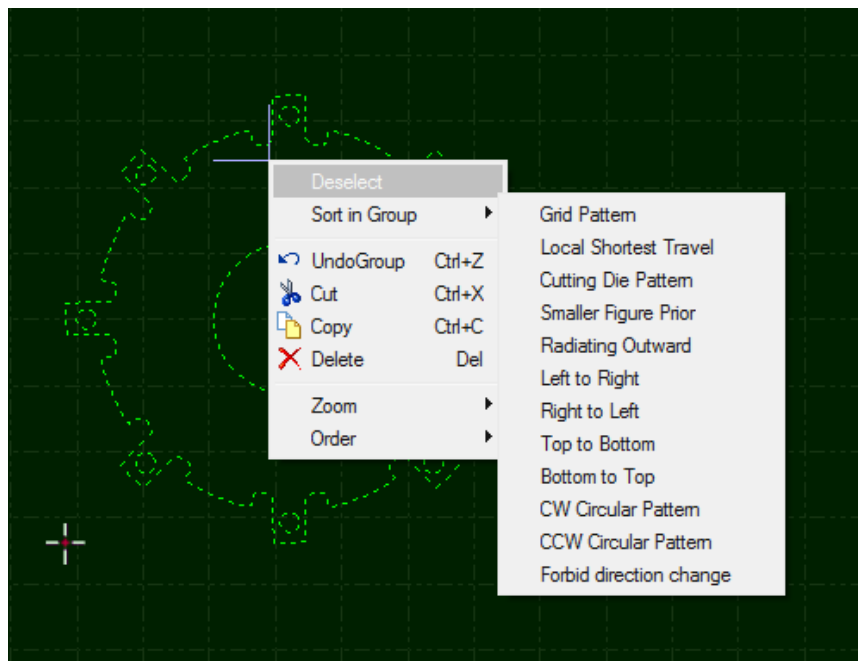 Deselect
Sort in Group
UndoGroup Ctrl+Z
Cut Ctrl+X
Copy Ctrl+C
Delete Del
Zoom
Order
Grid Pattern
Local Shortest Travel
Cutting Die Pattern
Smaller Figure Prior
Radiating Outward
Left to Right
Right to Left
Top to Bottom
Bottom to Top
CW Circular Pattern
CCW Circular Pattern
Forbid direction change